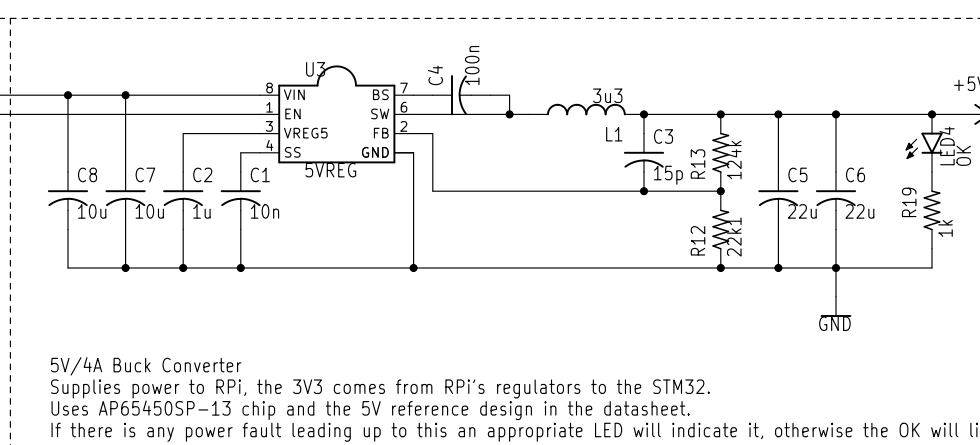 U3
8 VIN BS 7
1 EN SW 6
3 VREG5 FB 2
4 SS GND
5VREG
C4
100n
3u3
L1
C3
15p
R13
124k
+5V
LED4
OK
C8
10u
C7
10u
C2
1u
C1
10n
R12
22k1
C5
22u
C6
22u
R19
1k
GND
5V/4A Buck Converter
Supplies power to RPi, the 3V3 comes from RPi's regulators to the STM32.
Uses AP65450SP-13 chip and the 5V reference design in the datasheet.
If there is any power fault leading up to this an appropriate LED will indicate it, otherwise the OK will